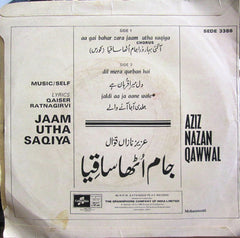 SEDE 3388
SIDE 1
aa gai bahar zara jaam utha saqiya
CHORUS
SIDE 2
dil mera qurban hai
دل میرا قربان ہے
jaldi aa ja aane wale
جلدی آجا آنے والے
MUSIC/SELF
LYRICS
QAISER
RATNAGIRVI
JAAM
UTHA
SAQIYA
AZIZ
NAZAN
QAWWAL
عزیز نازاں قوال
جام اُٹھا ساقیا
THE GRAMOPHONE COMPANY OF INDIA LIMITED